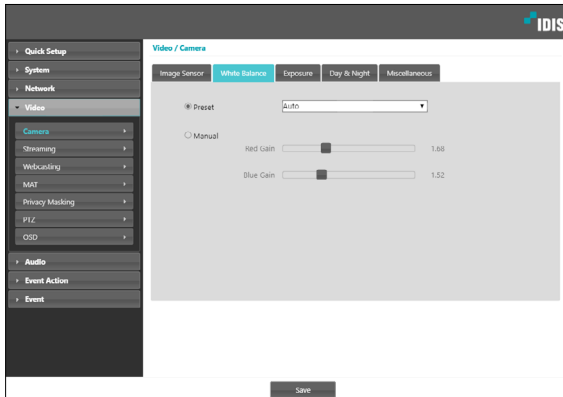 IDIS
Quick Setup
System
Network
Video
Camera
Streaming
Webcasting
MAT
Privacy Masking
PTZ
OSD
Audio
Event Action
Event
Video / Camera
Image Sensor White Balance Exposure Day & Night Miscellaneous
Preset Auto
Manual
Red Gain 1.68
Blue Gain 1.52
Save